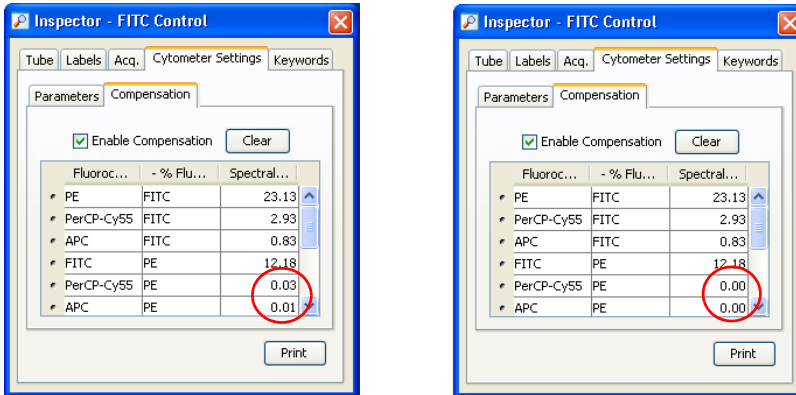 Inspector - FITC Control
Tube Labels Acq. Cytometer Settings Keywords
Parameters Compensation
Enable Compensation Clear
Fluoroc... - % Flu... Spectral...
PE FITC 23.13
PerCP-Cy55 FITC 2.93
APC FITC 0.83
FITC PE 12.18
PerCP-Cy55 PE 0.03
APC PE 0.01
Print
Inspector - FITC Control
Tube Labels Acq. Cytometer Settings Keywords
Parameters Compensation
Enable Compensation Clear
Fluoroc... - % Flu... Spectral...
PE FITC 23.13
PerCP-Cy55 FITC 2.93
APC FITC 0.83
FITC PE 12.18
PerCP-Cy55 PE 0.00
APC PE 0.00
Print